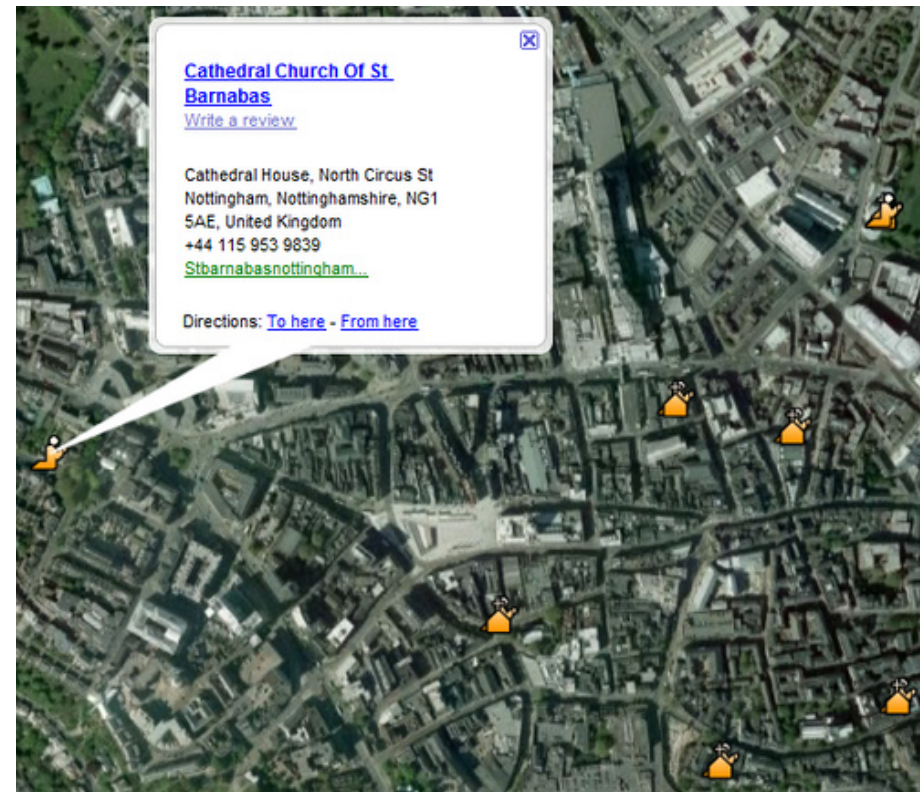 Cathedral Church Of St
Barnabas
Write a review
Cathedral House, North Circus St
Nottingham, Nottinghamshire, NG1
5AE, United Kingdom
+44 115 953 9839
Stbarnabasnottingham...
Directions: To here - From here